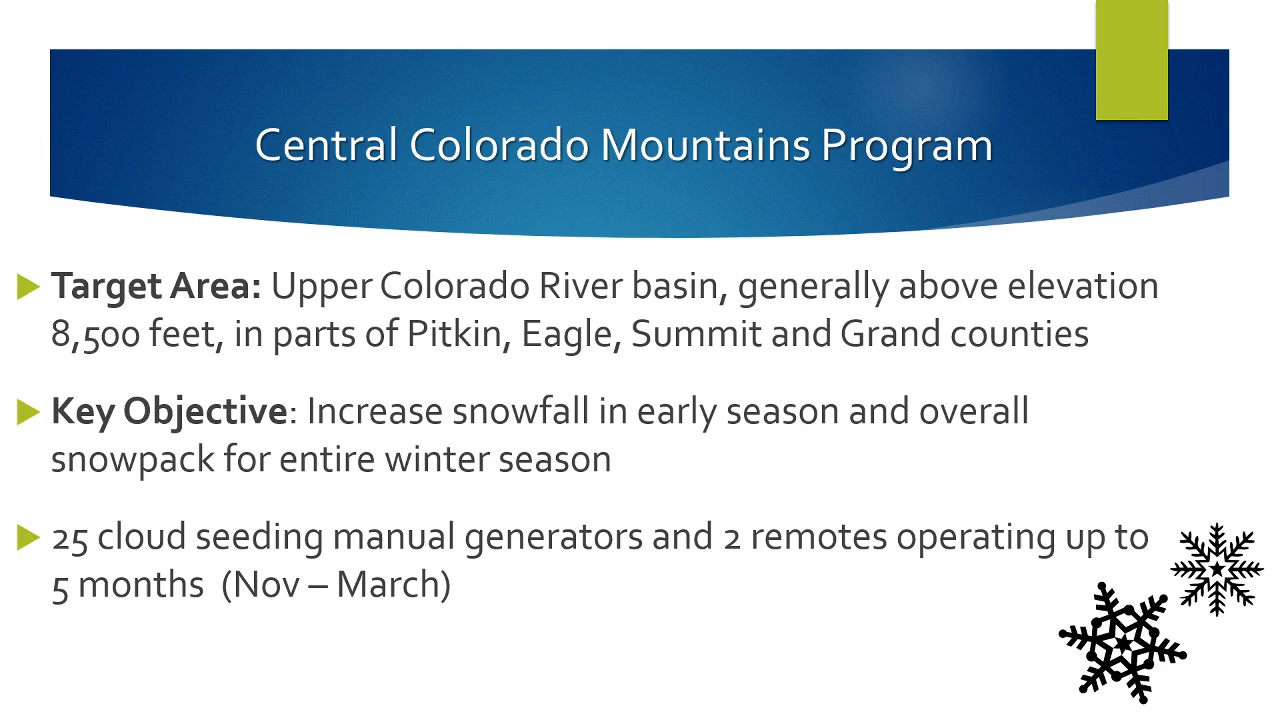 Central Colorado Mountains Program
Target Area: Upper Colorado River basin, generally above elevation
8,500 feet, in parts of Pitkin, Eagle, Summit and Grand counties
Key Objective: Increase snowfall in early season and overall
snowpack for entire winter season
25 cloud seeding manual generators and 2 remotes operating up to
5 months  (Nov – March)